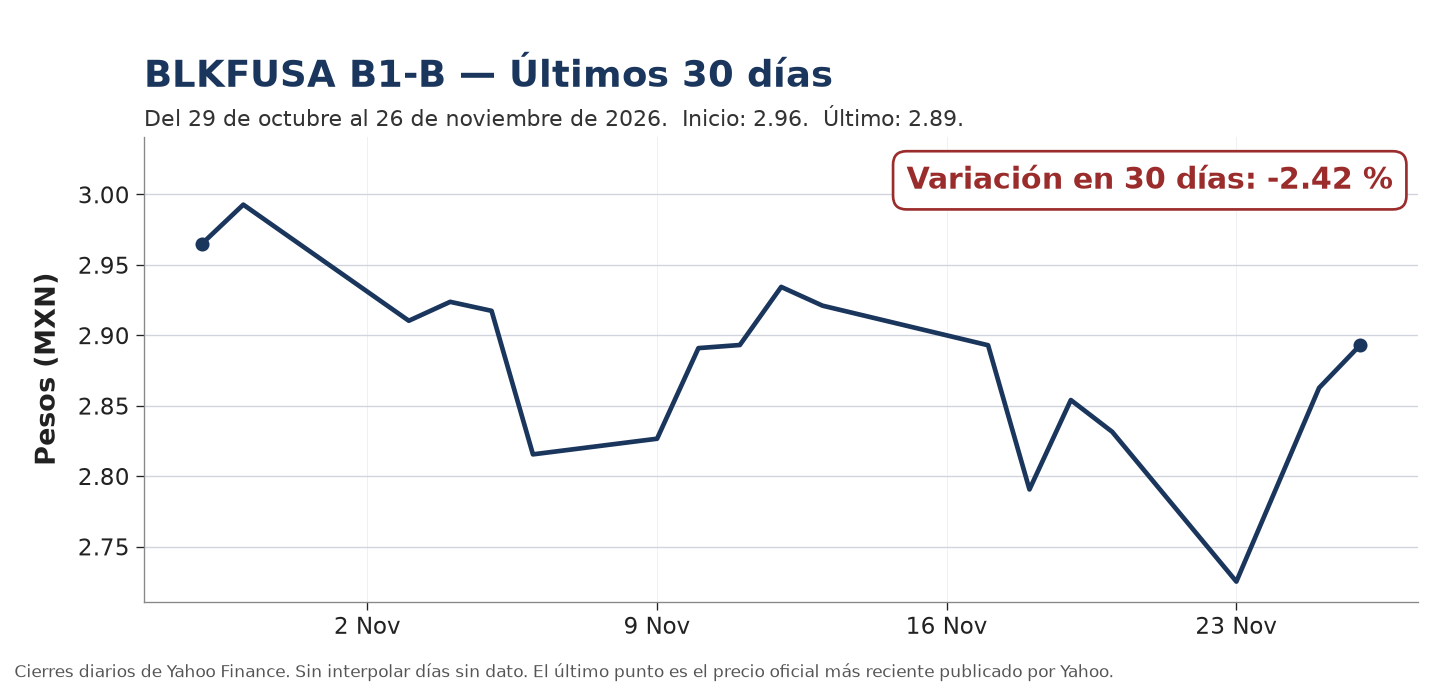 BLKFUSA B1-B — Últimos 30 días
Del 29 de octubre al 26 de noviembre de 2026.  Inicio: 2.96.  Último: 2.89.
Variación en 30 días: -2.42 %
Pesos (MXN)
3.00
2.95
2.90
2.85
2.80
2.75
2 Nov
9 Nov
16 Nov
23 Nov
Cierres diarios de Yahoo Finance. Sin interpolar días sin dato. El último punto es el precio oficial más reciente publicado por Yahoo.